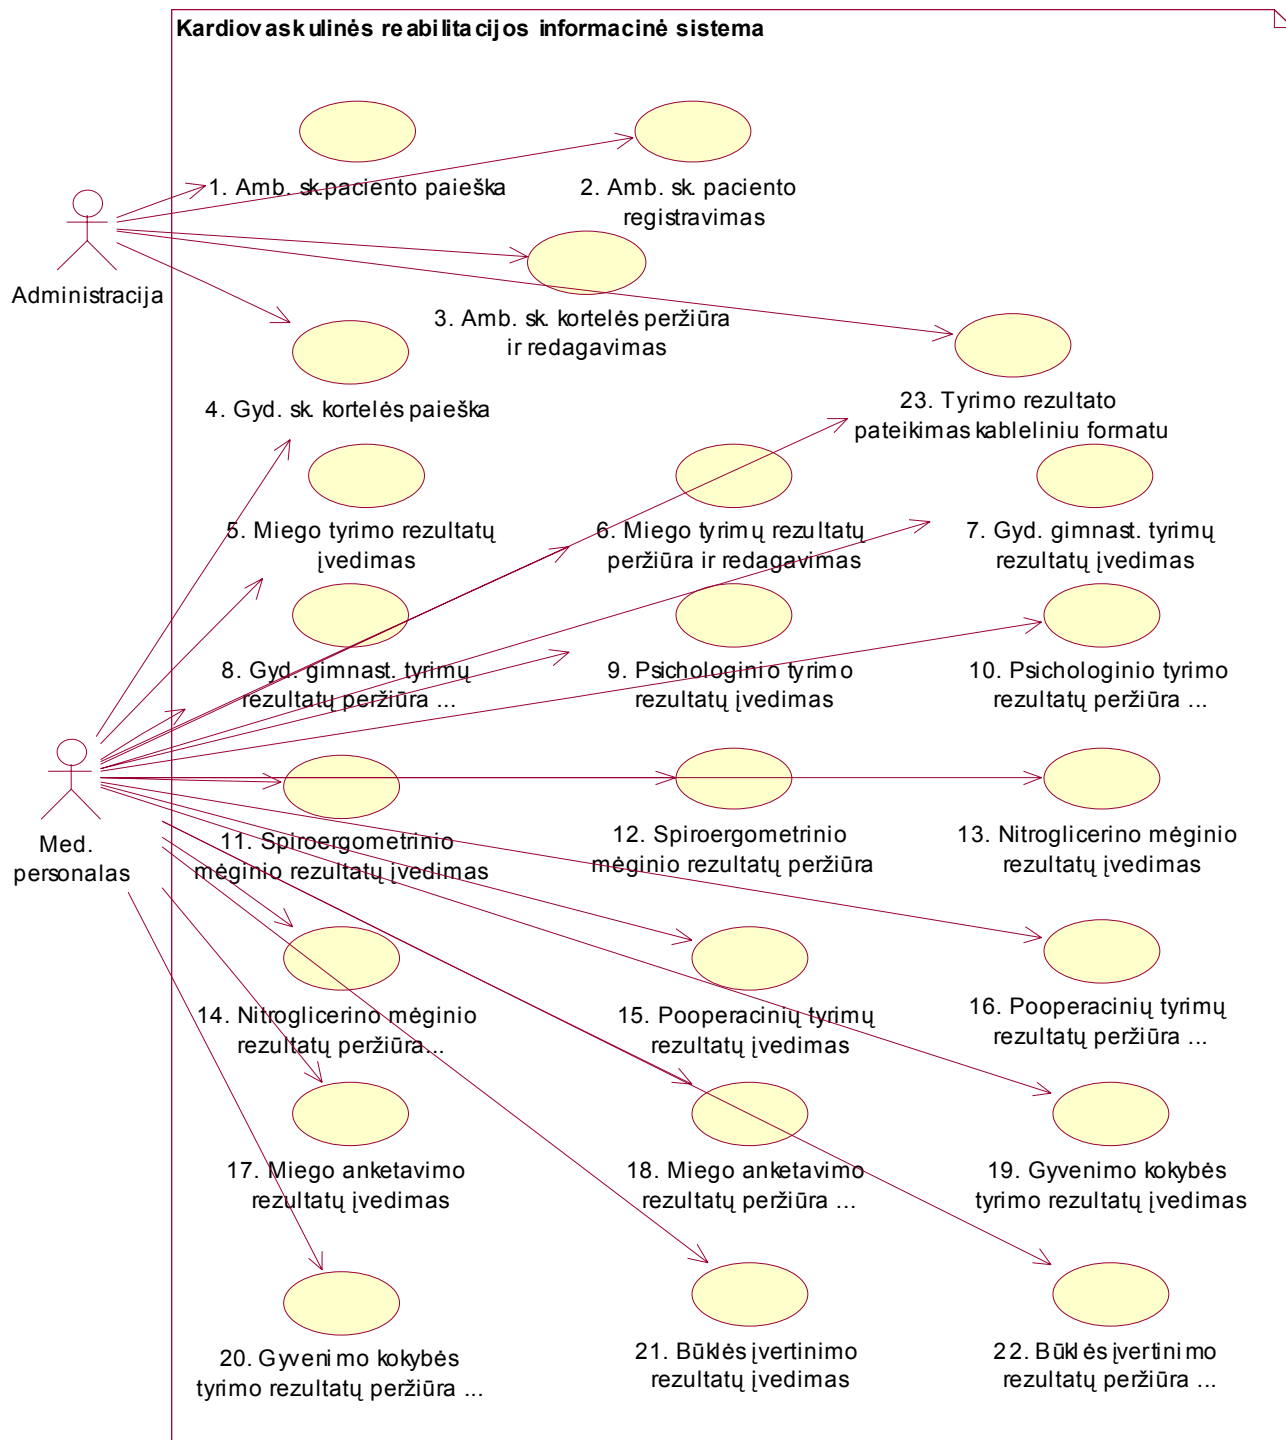 Kardiovaskulinės reabilitacijos informacinė sistema
1. Amb. sk.paciento paieška
2. Amb. sk. paciento
registravimas
Administracija
3. Amb. sk. kortelės peržiūra
ir redagavimas
4. Gyd. sk. kortelės paieška
23. Tyrimo rezultato
pateikimas kableliniu formatu
5. Miego tyrimo rezultatų
įvedimas
6. Miego tyrimų rezultatų
peržiūra ir redagavimas
7. Gyd. gimnast. tyrimų
rezultatų įvedimas
8. Gyd. gimnast. tyrimų
rezultatų peržiūra ...
9. Psichologinio tyrimo
rezultatų įvedimas
10. Psichologinio tyrimo
rezultatų peržiūra ...
Med.
personalas
11. Spiroergometrinio
mėginio rezultatų įvedimas
12. Spiroergometrinio
mėginio rezultatų peržiūra
13. Nitroglicerino mėginio
rezultatų įvedimas
14. Nitroglicerino mėginio
rezultatų peržiūra...
15. Pooperacinių tyrimų
rezultatų įvedimas
16. Pooperacinių tyrimų
rezultatų peržiūra ...
17. Miego anketavimo
rezultatų įvedimas
18. Miego anketavimo
rezultatų peržiūra ...
19. Gyvenimo kokybės
tyrimo rezultatų įvedimas
20. Gyvenimo kokybės
tyrimo rezultatų peržiūra ...
21. Būklės įvertinimo
rezultatų įvedimas
22. Būklės įvertinimo
rezultatų peržiūra ...